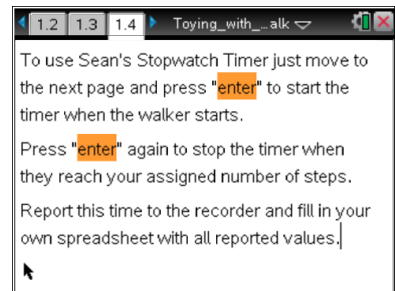 1.2 1.3 1.4 Toying_with_...alk
To use Sean's Stopwatch Timer just move to
the next page and press "enter" to start the
timer when the walker starts.
Press "enter" again to stop the timer when
they reach your assigned number of steps.
Report this time to the recorder and fill in your
own spreadsheet with all reported values.